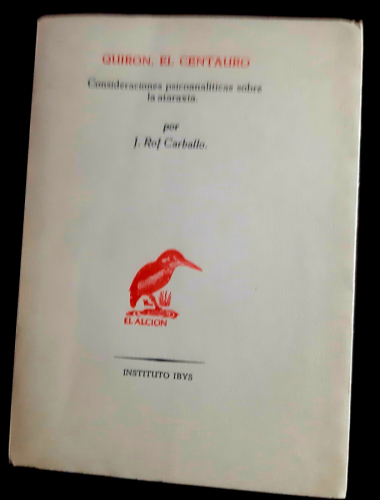 QUIRON, EL CENTAURO
Consideraciones psicoanalíticas sobre
la ataraxia.
por
J. Rof Carballo.
EL ALCION
INSTITUTO IBYS